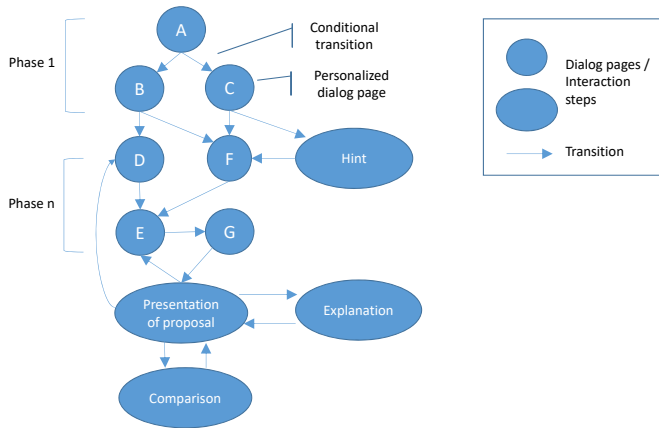 A
Conditional
transition
Phase 1
B
C
Personalized
dialog page
Dialog pages /
Interaction
steps
Transition
D
F
Hint
Phase n
E
G
Presentation
of proposal
Explanation
Comparison